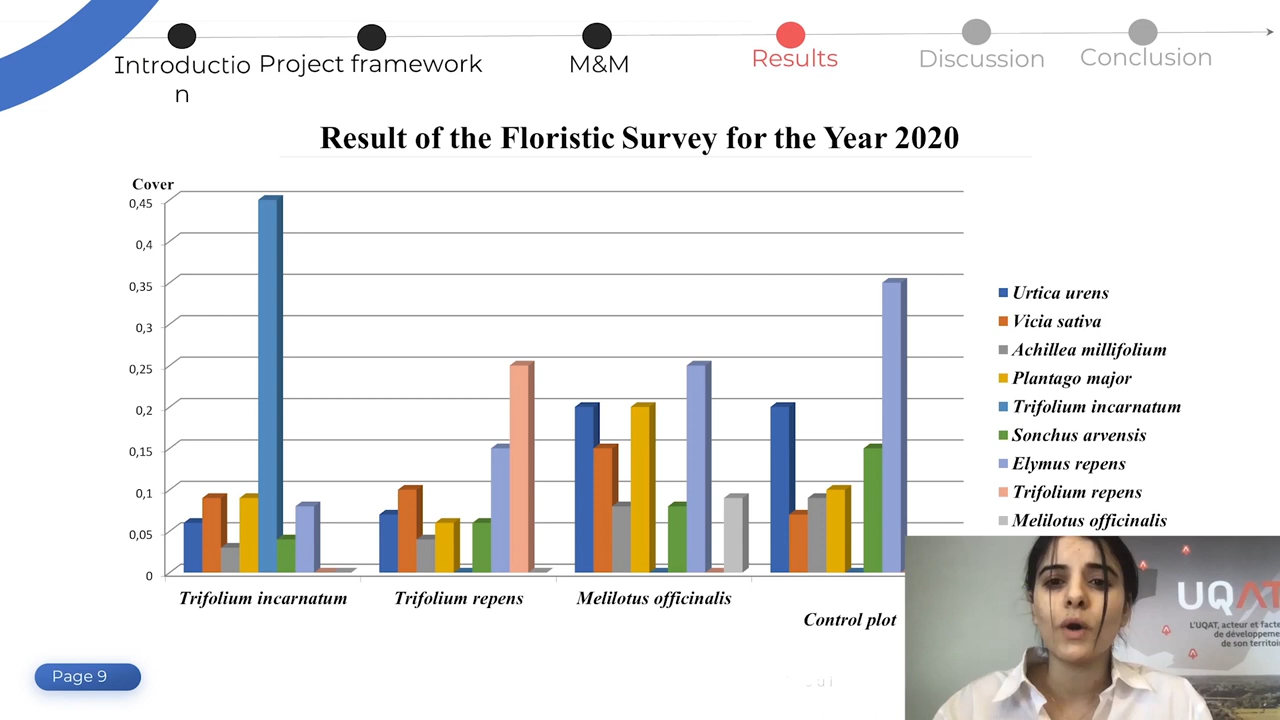 Introductio
n
Project framework
M&M
Results
Discussion
Conclusion
Result of the Floristic Survey for the Year 2020
Cover
0,45
0,4
0,35
0,3
0,25
0,2
0,15
0,1
0,05
0
Urtica urens
Vicia sativa
Achillea millifolium
Plantago major
Trifolium incarnatum
Sonchus arvensis
Elymus repens
Trifolium repens
Melilotus officinalis
Trifolium incarnatum
Trifolium repens
Melilotus officinalis
Control plot
UQAT
L'UQAT, acteur et facte
de développeme
de son territoi
Page 9